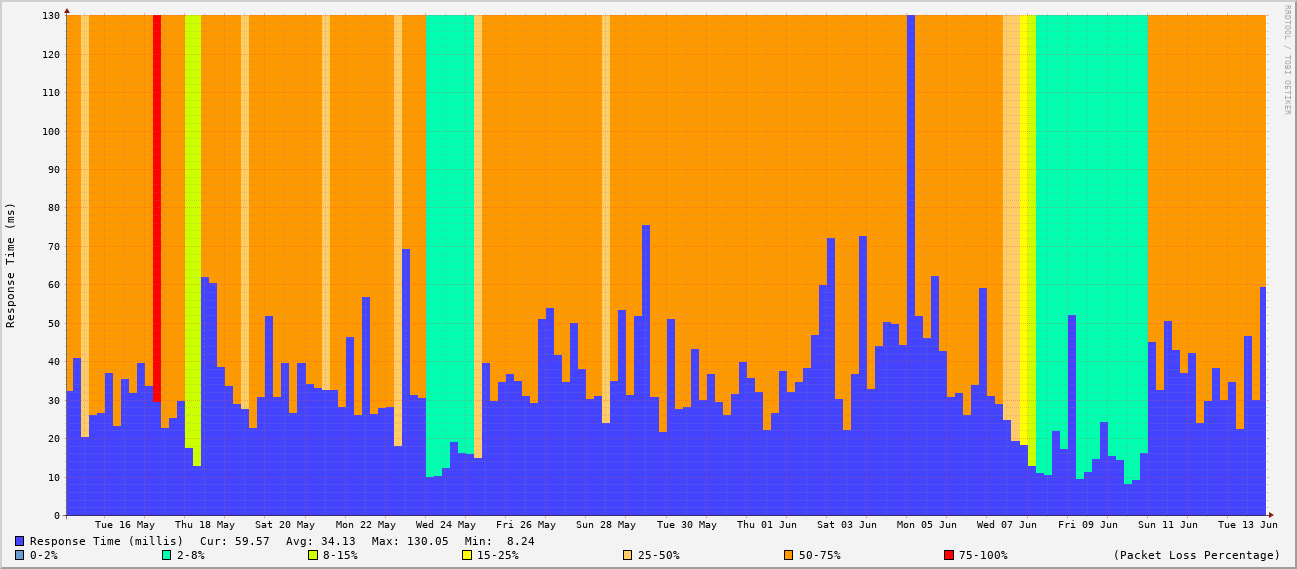 RRDTOOL / TOBI OETIKER
Response Time (ms)
130
120
110
100
90
80
70
60
50
40
30
20
10
0
Tue 16 May Thu 18 May Sat 20 May Mon 22 May Wed 24 May Fri 26 May Sun 28 May Tue 30 May Thu 01 Jun Sat 03 Jun Mon 05 Jun Wed 07 Jun Fri 09 Jun Sun 11 Jun Tue 13 Jun
Response Time (millis) Cur: 59.57 Avg: 34.13 Max: 130.05 Min: 8.24
0-2% 2-8% 8-15% 15-25% 25-50% 50-75% 75-100% (Packet Loss Percentage)